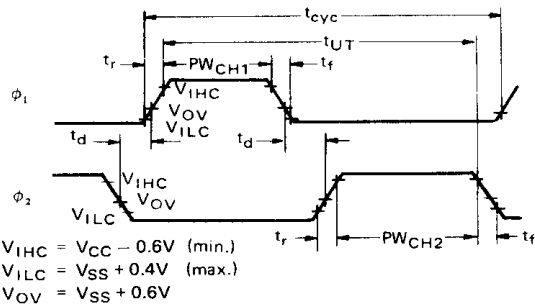 tcyc
tUT
tr PWCH1 tf
ϕ1
VIHC
VOV
VILC
td td
ϕ2
VIHC
VOV
VILC
tr PWCH2 tf
VIHC = VCC – 0.6V (min.)
VILC = VSS + 0.4V (max.)
VOV = VSS + 0.6V